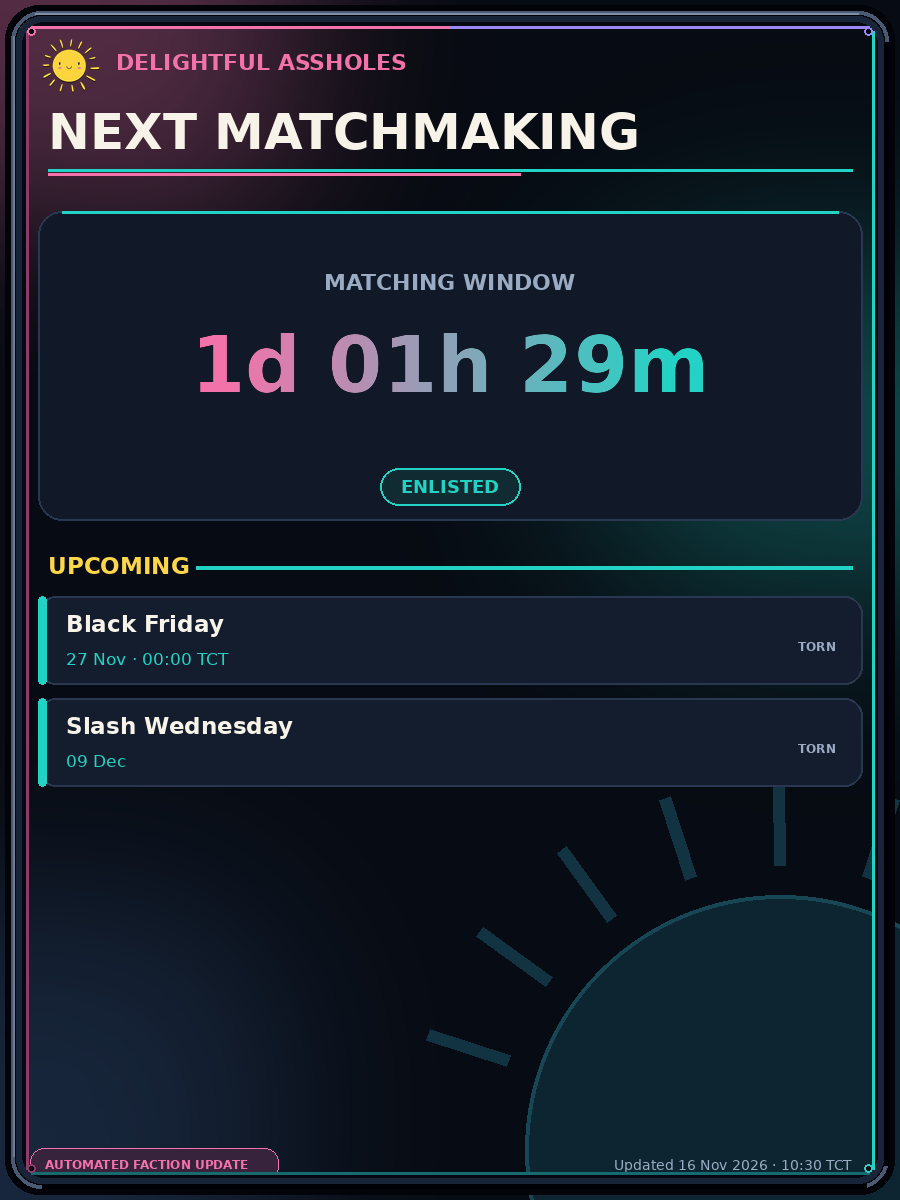 DELIGHTFUL ASSHOLES
NEXT MATCHMAKING
MATCHING WINDOW
1d 01h 29m
ENLISTED
UPCOMING
Black Friday
27 Nov · 00:00 TCT
TORN
Slash Wednesday
09 Dec
TORN
AUTOMATED FACTION UPDATE
Updated 16 Nov 2026 · 10:30 TCT